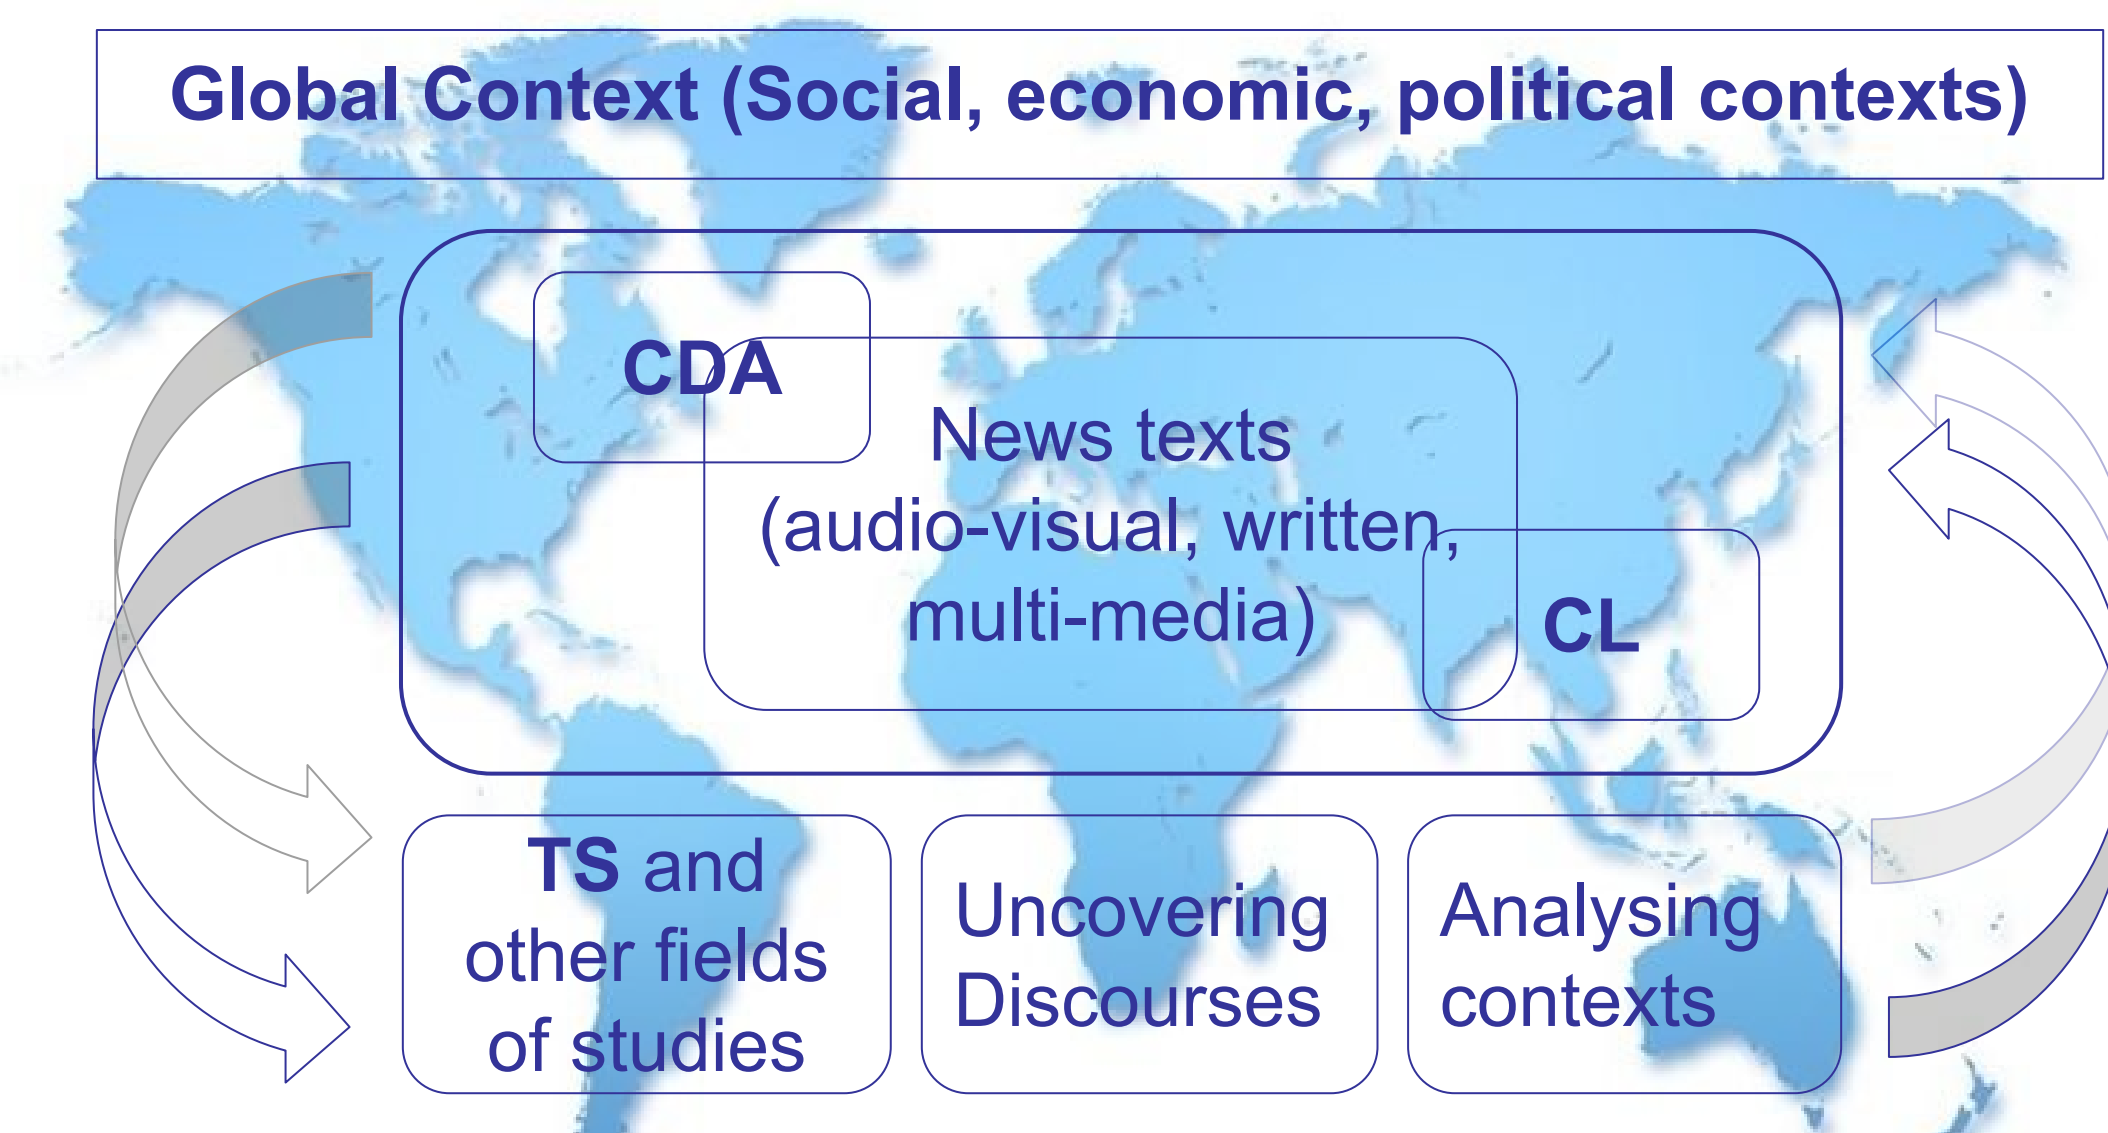 Global Context (Social, economic, political contexts)
CDA
News texts
(audio-visual, written,
multi-media)
CL
TS and
other fields
of studies
Uncovering
Discourses
Analysing
contexts